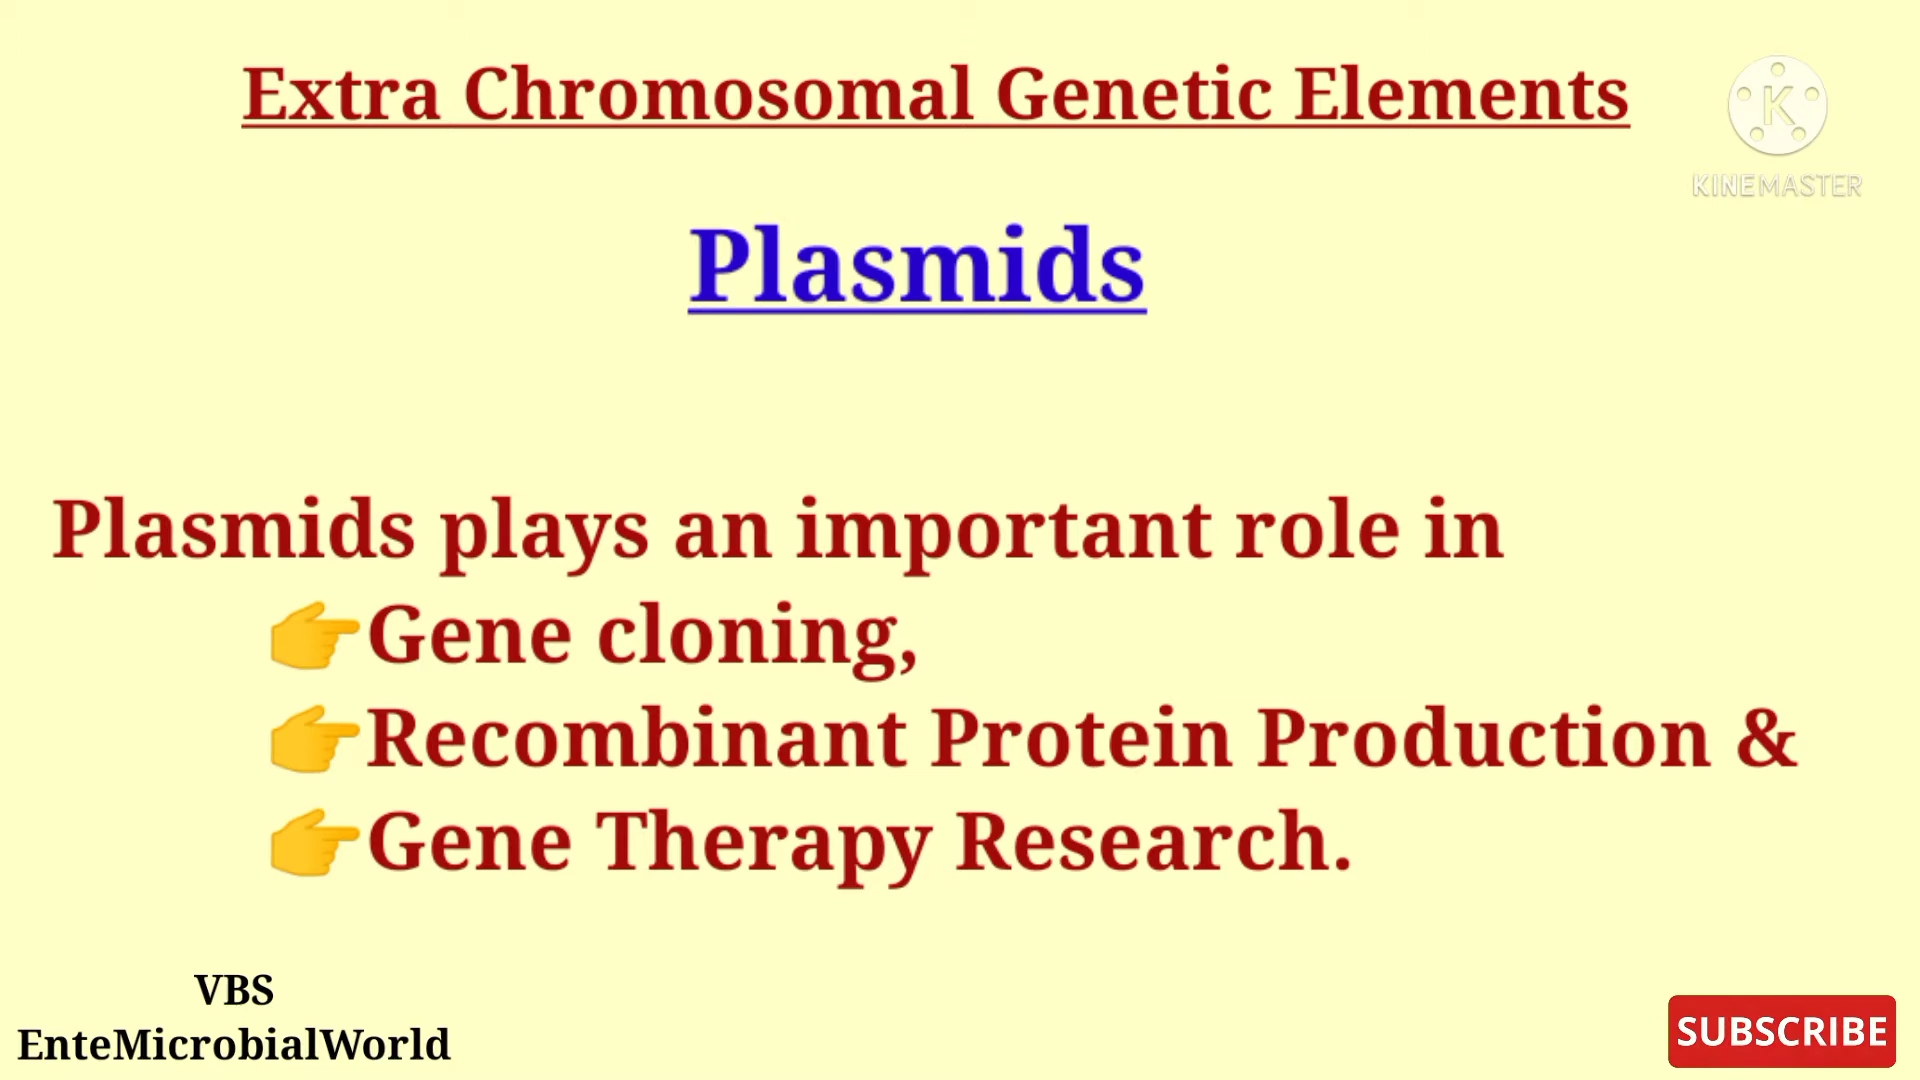 Extra Chromosomal Genetic Elements
K
KINEMASTER
Plasmids
Plasmids plays an important role in
👉Gene cloning,
👉Recombinant Protein Production &
👉Gene Therapy Research.
VBS
EnteMicrobialWorld
SUBSCRIBE